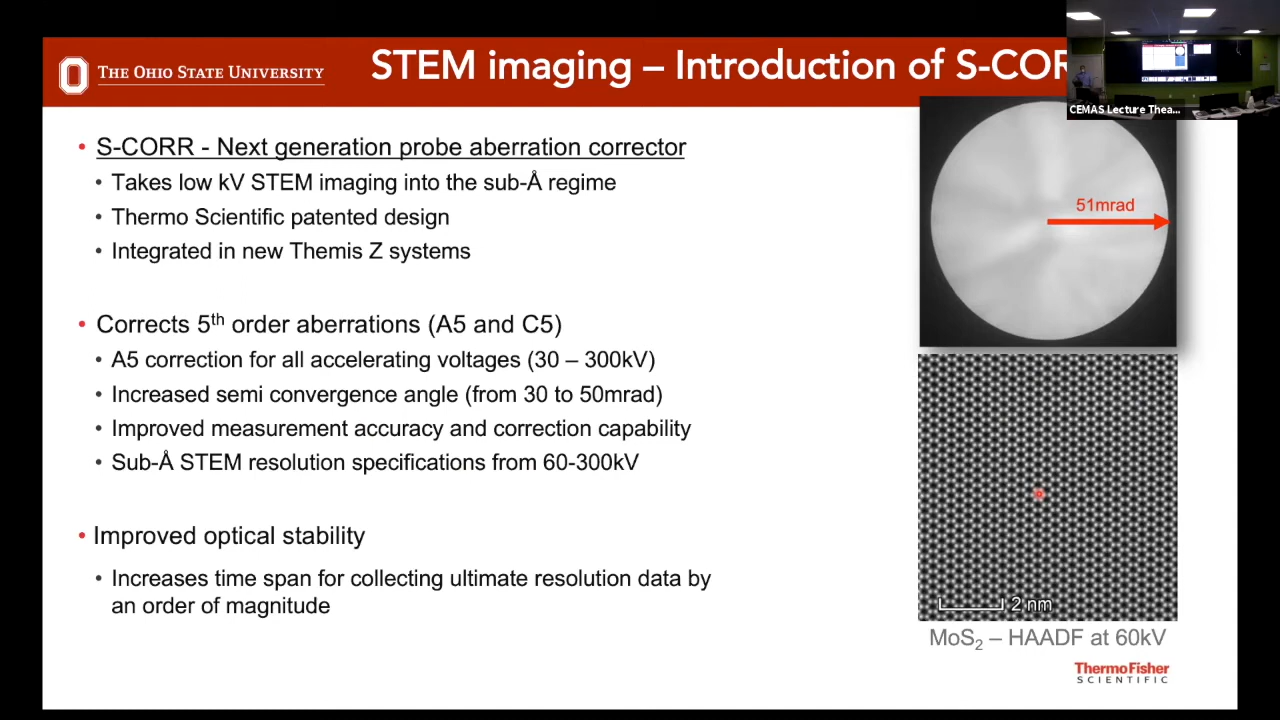 THE OHIO STATE UNIVERSITY
STEM imaging – Introduction of S-COR
CEMAS Lecture Thea...
• S-CORR - Next generation probe aberration corrector
• Takes low kV STEM imaging into the sub-Å regime
• Thermo Scientific patented design
• Integrated in new Themis Z systems
• Corrects 5th order aberrations (A5 and C5)
• A5 correction for all accelerating voltages (30 – 300kV)
• Increased semi convergence angle (from 30 to 50mrad)
• Improved measurement accuracy and correction capability
• Sub-Å STEM resolution specifications from 60-300kV
• Improved optical stability
• Increases time span for collecting ultimate resolution data by
an order of magnitude
51mrad
2 nm
MoS₂ – HAADF at 60kV
ThermoFisher
SCIENTIFIC